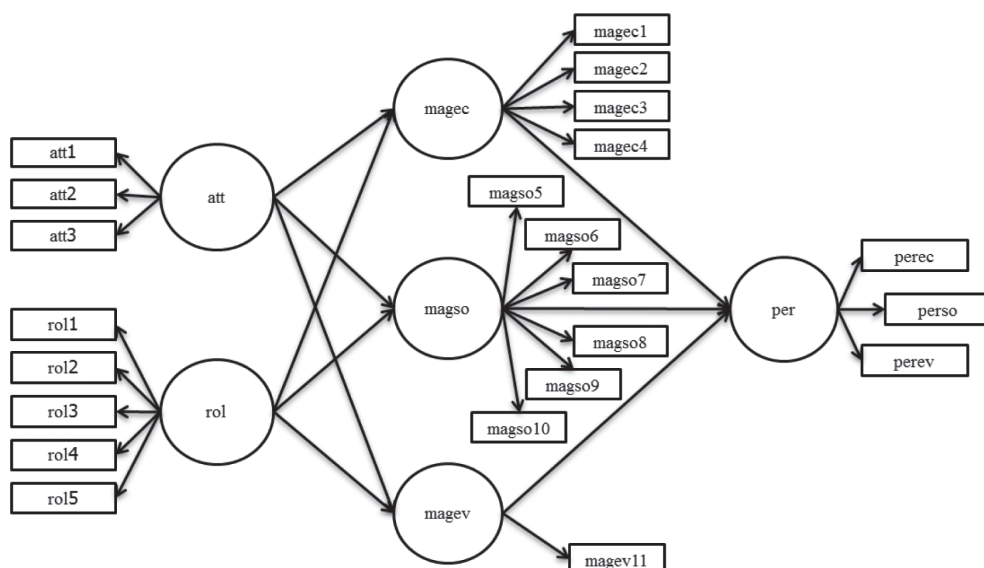 magec1
magec2
magec3
magec4
magec
att1
att2
att3
att
magso5
magso6
magso7
magso8
magso9
magso10
magso
per
perec
perso
perev
rol1
rol2
rol3
rol4
rol5
rol
magev
magev11